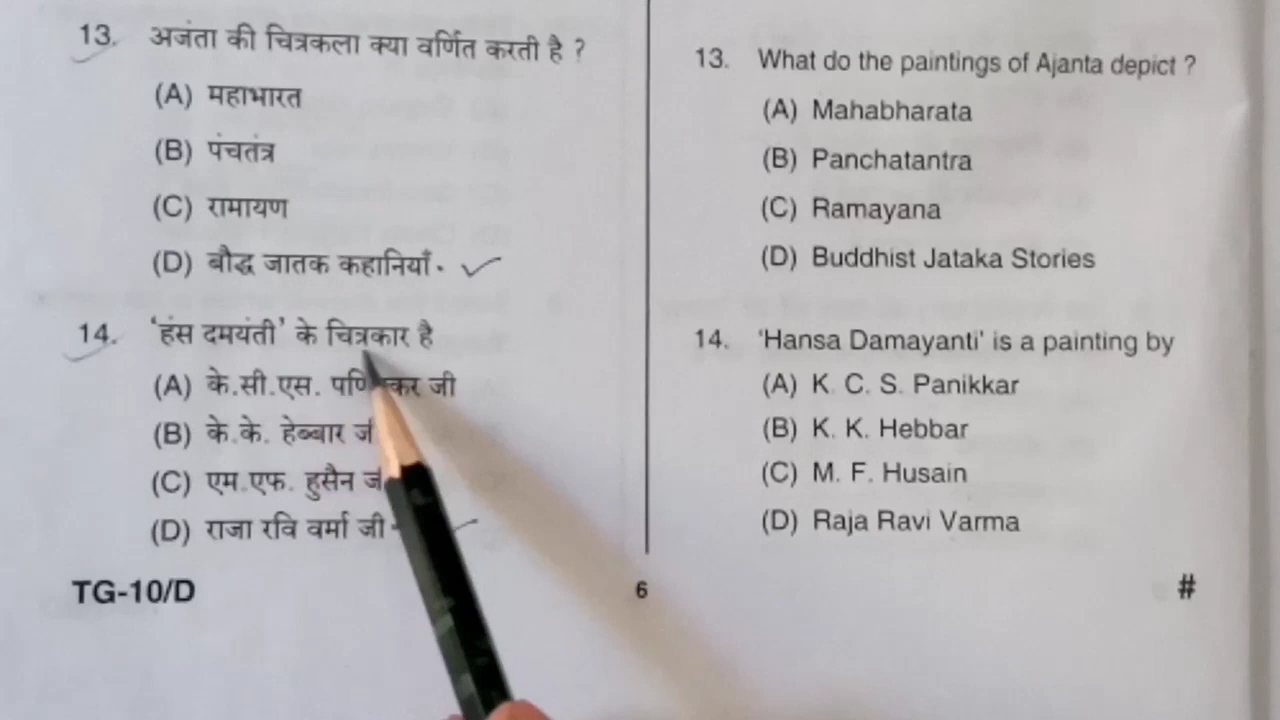 13. अजंता की चित्रकला क्या वर्णित करती है ?
(A) महाभारत
(B) पंचतंत्र
(C) रामायण
(D) बौद्ध जातक कहानियाँ
14. 'हंस दमयंती' के चित्रकार है
(A) के.सी.एस. जी
(B) के.के. हेब्बार
(C) एम.एफ. हुसैन
(D) राजा रवि वर्मा जी
13. What do the paintings of Ajanta depict ?
(A) Mahabharata
(B) Panchatantra
(C) Ramayana
(D) Buddhist Jataka Stories
14. 'Hansa Damayanti' is a painting by
(A) K. C. S. Panikkar
(B) K. K. Hebbar
(C) M. F. Husain
(D) Raja Ravi Varma
TG-10/D
6
#